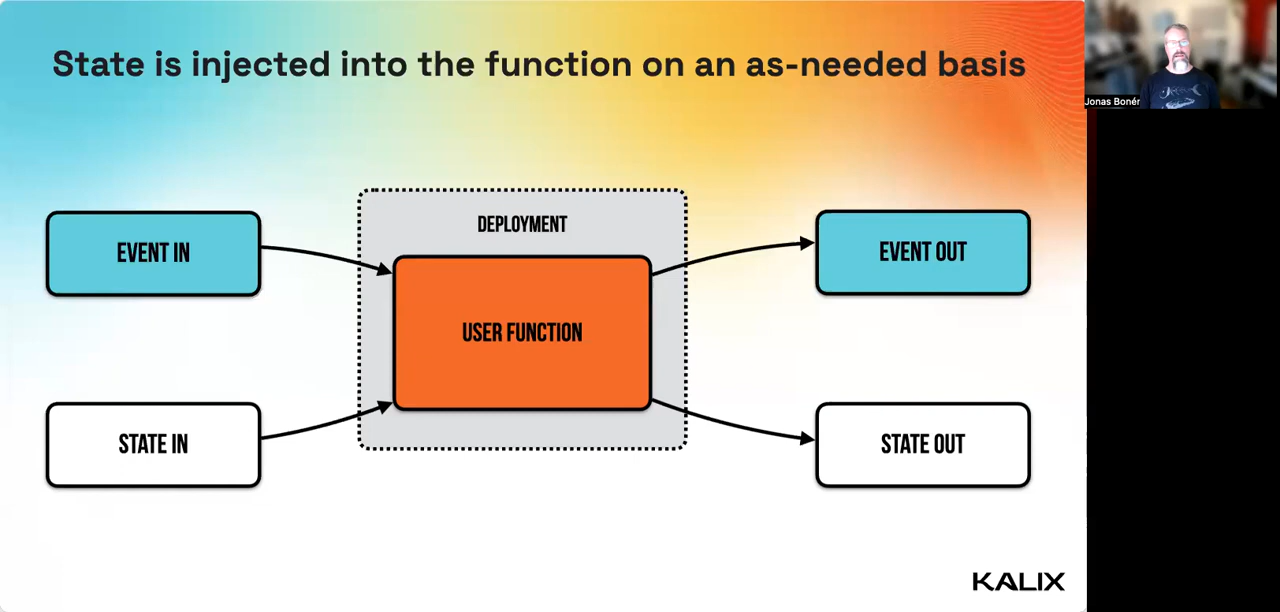 State is injected into the function on an as-needed basis
Jonas Bonér
DEPLOYMENT
EVENT IN
EVENT OUT
USER FUNCTION
STATE IN
STATE OUT
KALIX